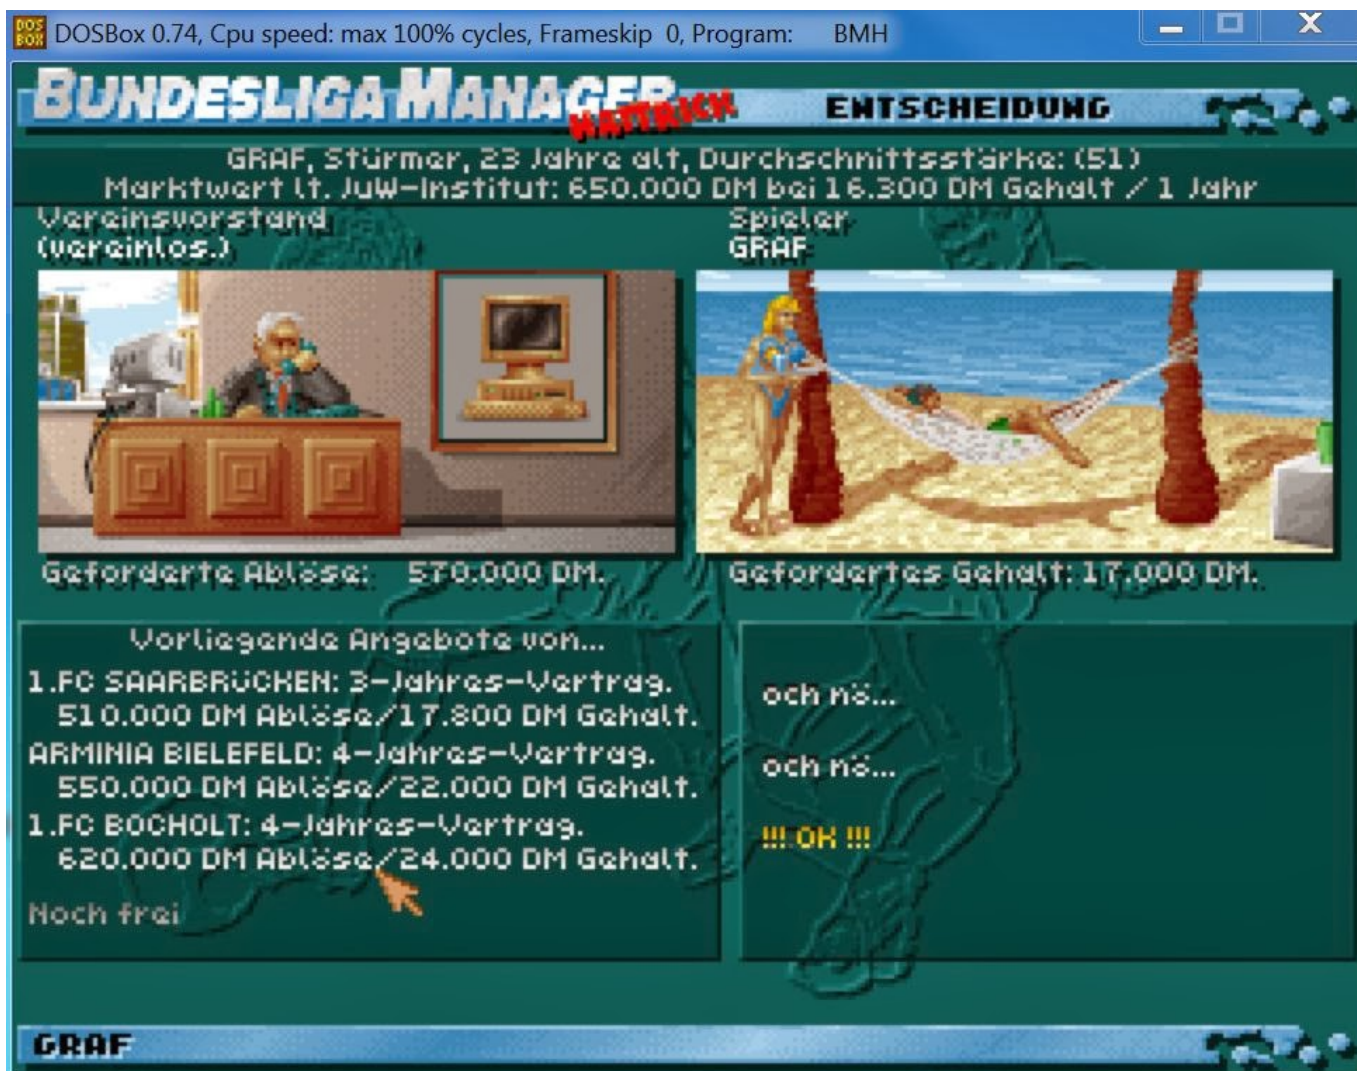 DOS BOX
DOSBox 0.74, Cpu speed: max 100% cycles, Frameskip 0, Program: BMH
BUNDESLIGA MANAGER
HATTRICK
ENTSCHEIDUNG
GRAF, Stürmer, 23 Jahre alt, Durchschnittsstärke: (51)
Marktwert lt. JuW-Institut: 650.000 DM bei 16.300 DM Gehalt / 1 Jahr
Vereinsvorstand
(vereinlos.)
Spieler
GRAF
Geforderte Ablöse: 570.000 DM.
Gefordertes Gehalt: 17.000 DM.
Vorliegende Angebote von...
1.FC SAARBRÜCKEN: 3-Jahres-Vertrag.
510.000 DM Ablöse/17.800 DM Gehalt.
och nö...
ARMINIA BIELEFELD: 4-Jahres-Vertrag.
550.000 DM Ablöse/22.000 DM Gehalt.
och nö...
1.FC BOCHOLT: 4-Jahres-Vertrag.
620.000 DM Ablöse/24.000 DM Gehalt.
!!! OK !!!
Noch frei
GRAF